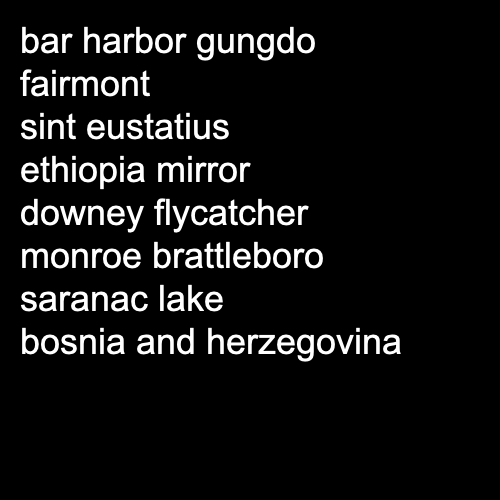 bar harbor gungdo
fairmont
sint eustatius
ethiopia mirror
downey flycatcher
monroe brattleboro
saranac lake
bosnia and herzegovina